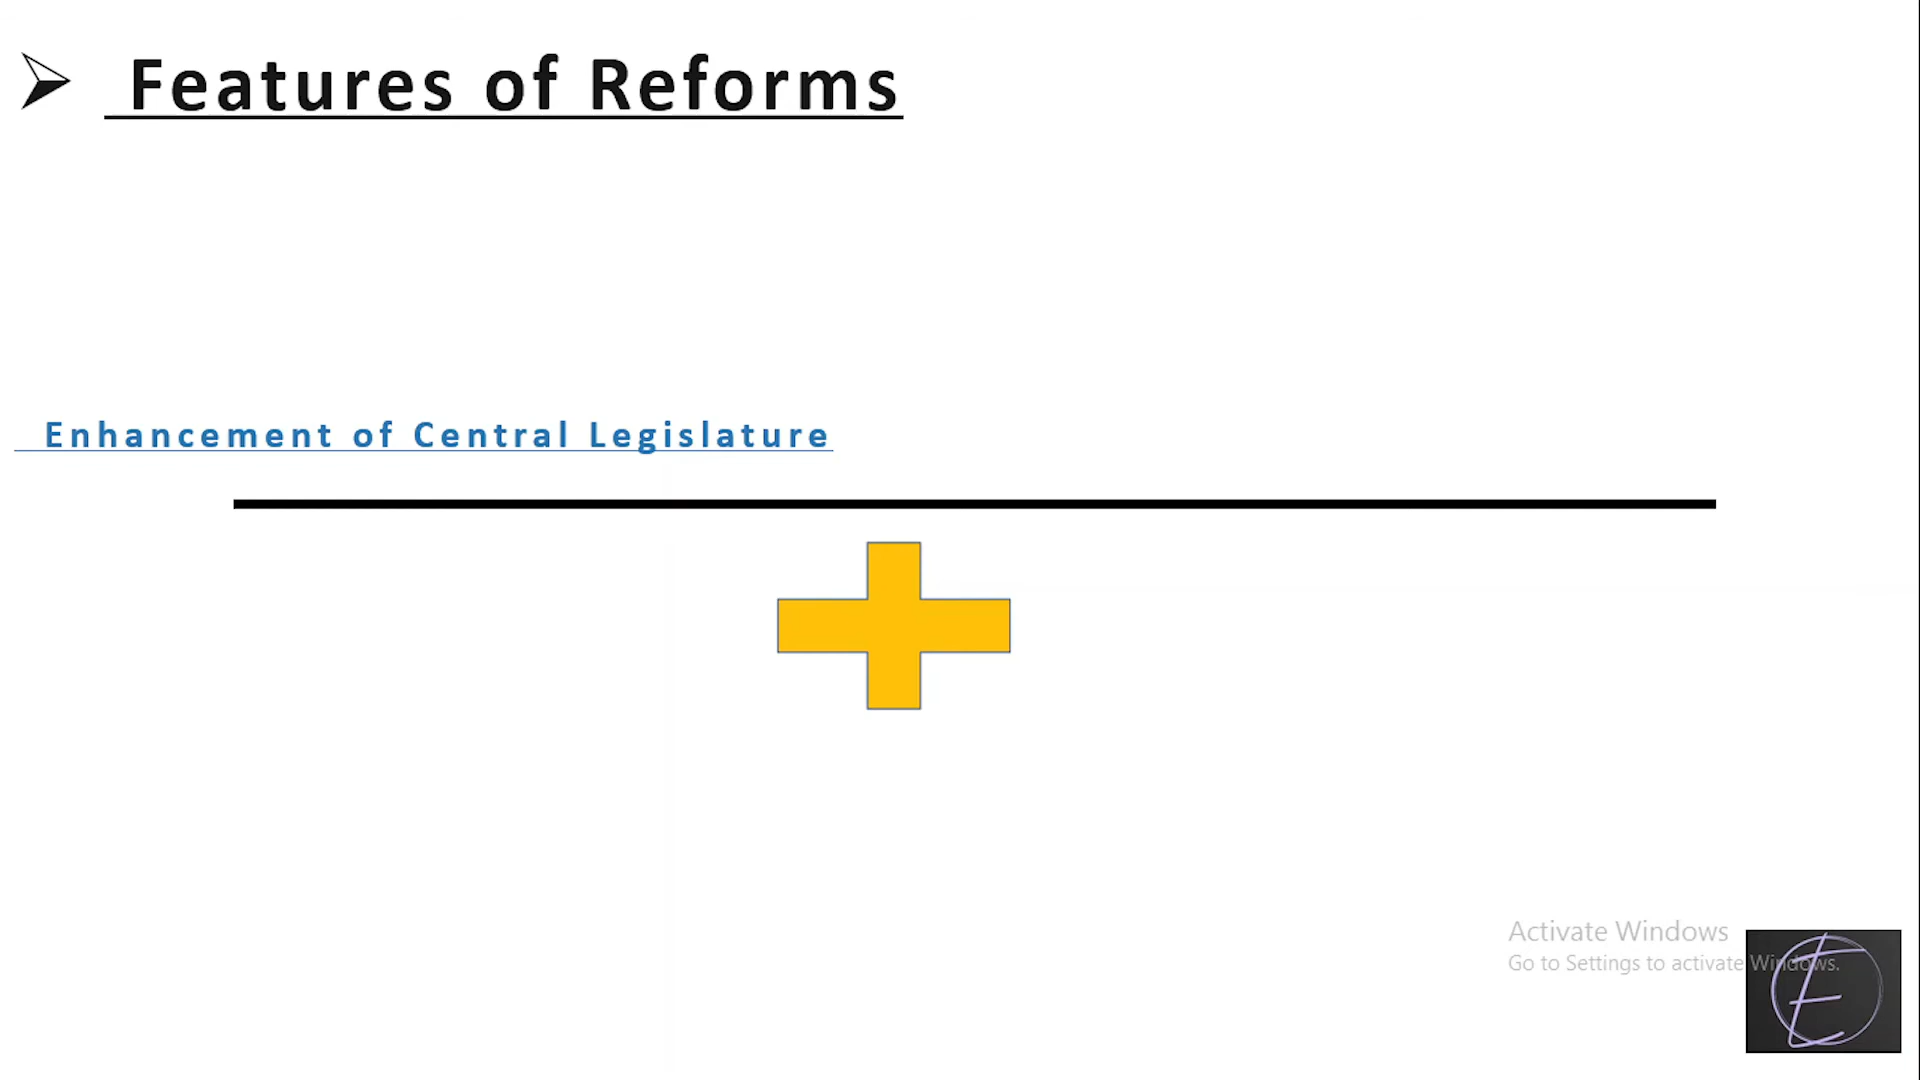 Features of Reforms
Enhancement of Central Legislature
Activate Windows
Go to Settings to activate Windows.
E